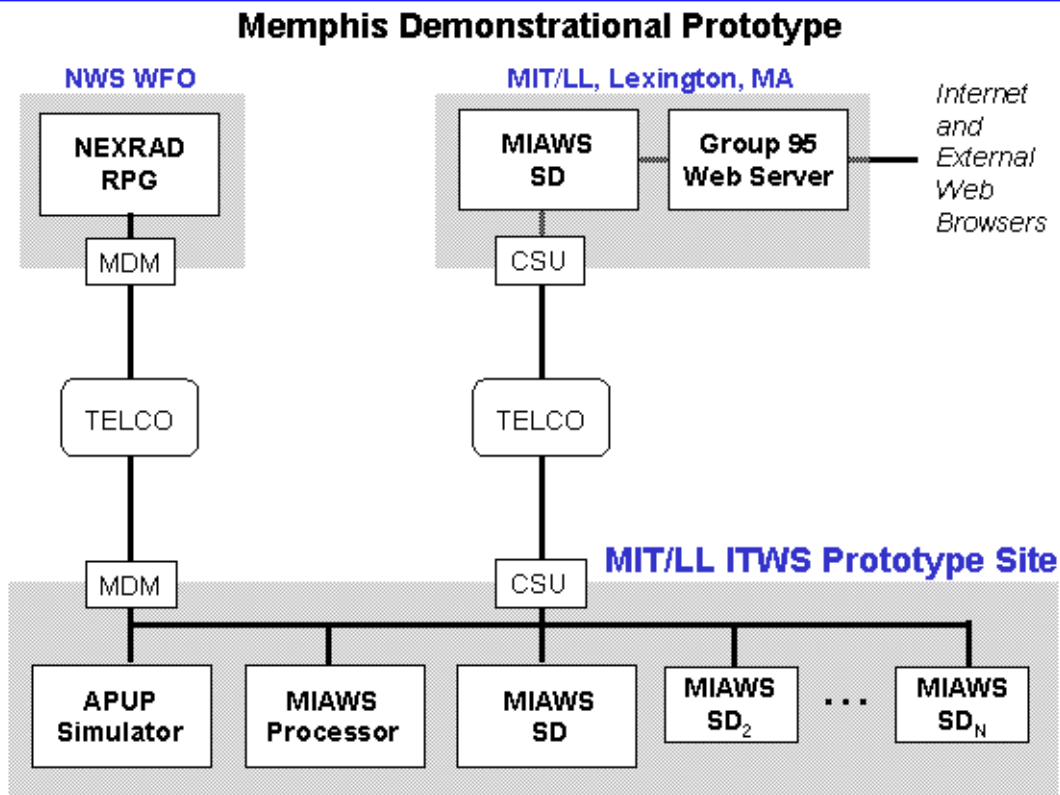 Memphis Demonstrational Prototype
NWS WFO
NEXRAD
RPG
MDM
TELCO
MDM
MIT/LL, Lexington, MA
MIAWS
SD
Group 95
Web Server
Internet
and
External
Web
Browsers
CSU
TELCO
CSU
MIT/LL ITWS Prototype Site
APUP
Simulator
MIAWS
Processor
MIAWS
SD
MIAWS
SD₂
...
MIAWS
SD_N